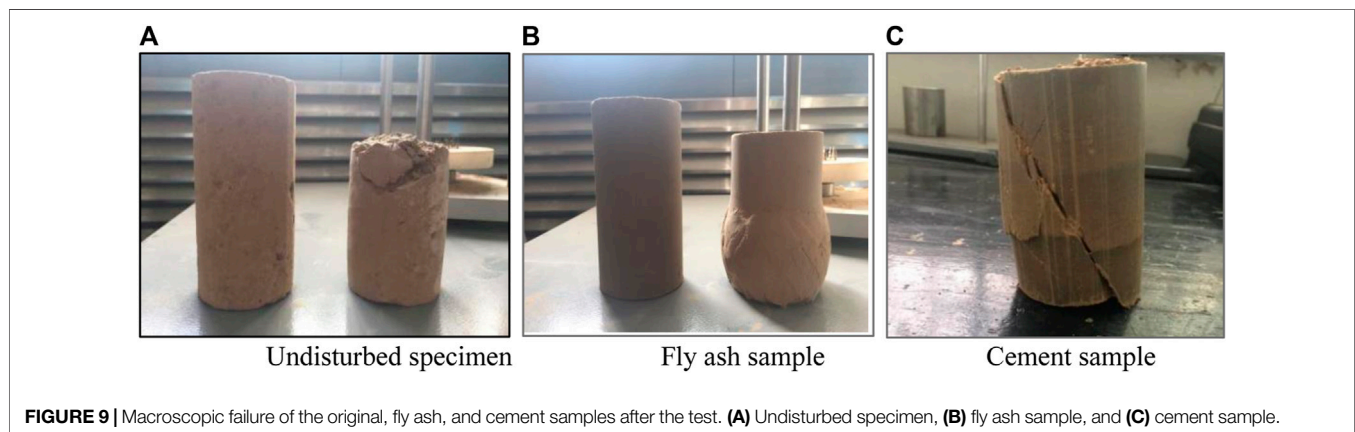 A
B
C
Undisturbed specimen
Fly ash sample
Cement sample
FIGURE 9 | Macroscopic failure of the original, fly ash, and cement samples after the test. (A) Undisturbed specimen, (B) fly ash sample, and (C) cement sample.